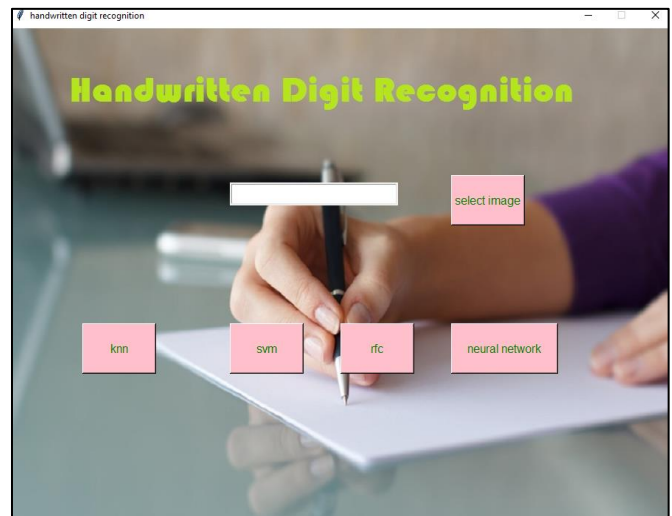 handwritten digit recognition
Handwritten Digit Recognition
select image
knn svm rfc neural network